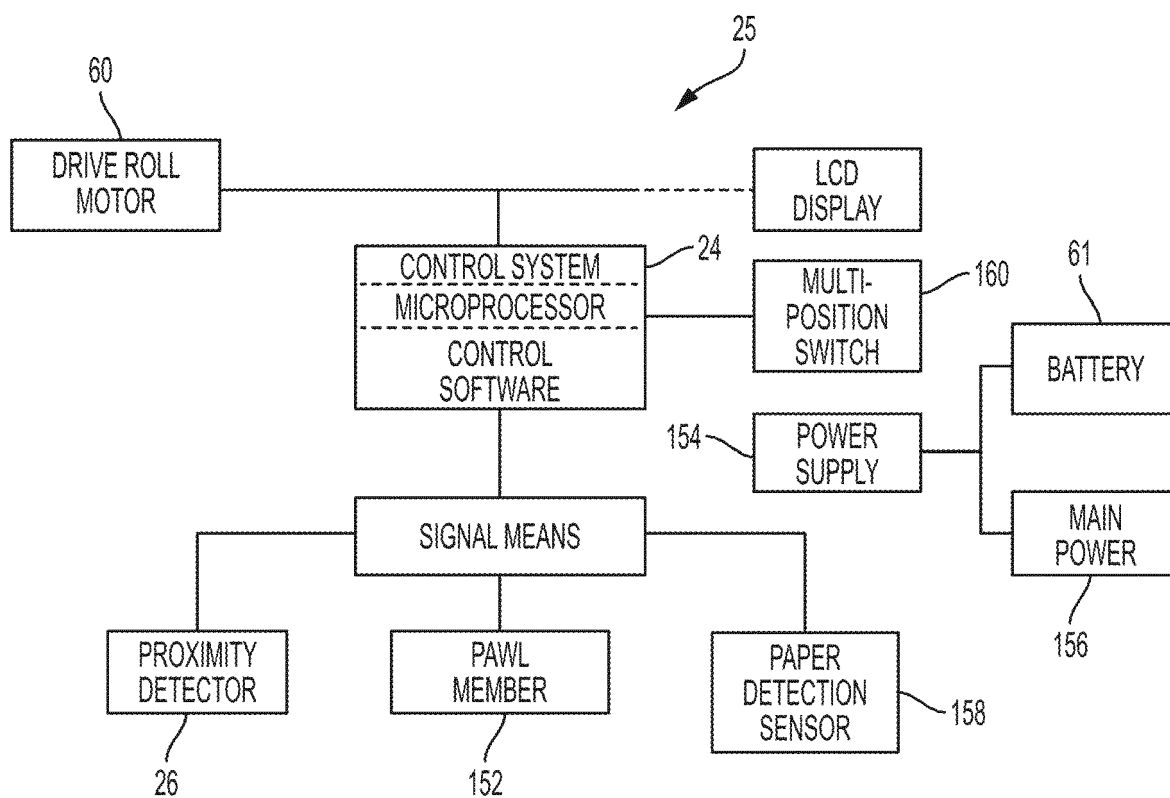 25
60
DRIVE ROLL
MOTOR
LCD
DISPLAY
CONTROL SYSTEM
MICROPROCESSOR
CONTROL
SOFTWARE
24
MULTI-
POSITION
SWITCH
160
61
BATTERY
154
POWER
SUPPLY
MAIN
POWER
156
SIGNAL MEANS
PROXIMITY
DETECTOR
26
PAWL
MEMBER
152
PAPER
DETECTION
SENSOR
158